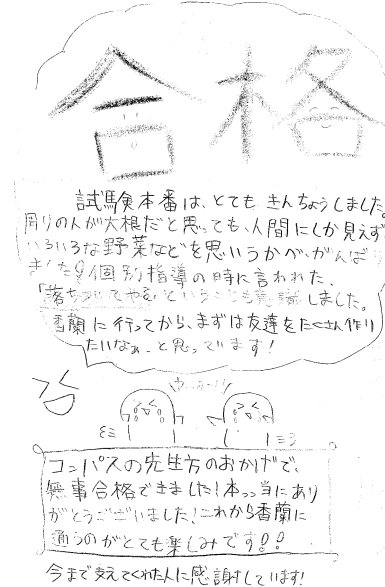 合格
試験本番は、とてもきんちょうしました。
周りの人が大根だと思っても、人間にしか見えず
いろいろな野菜などを思いうかべ、がんばり
ました!個別指導の時に言われた、
「落ちついてやる」ということも意識しました。
香蘭に行ってから、まずは友達をたくさん作り
たいなぁ…と思っています!
コンパスの先生方のおかげで、
無事合格できました!本っ当にあり
がとうございました!これから香蘭に
通うのがとても楽しみです!!
今まで支えてくれた人に感謝しています!